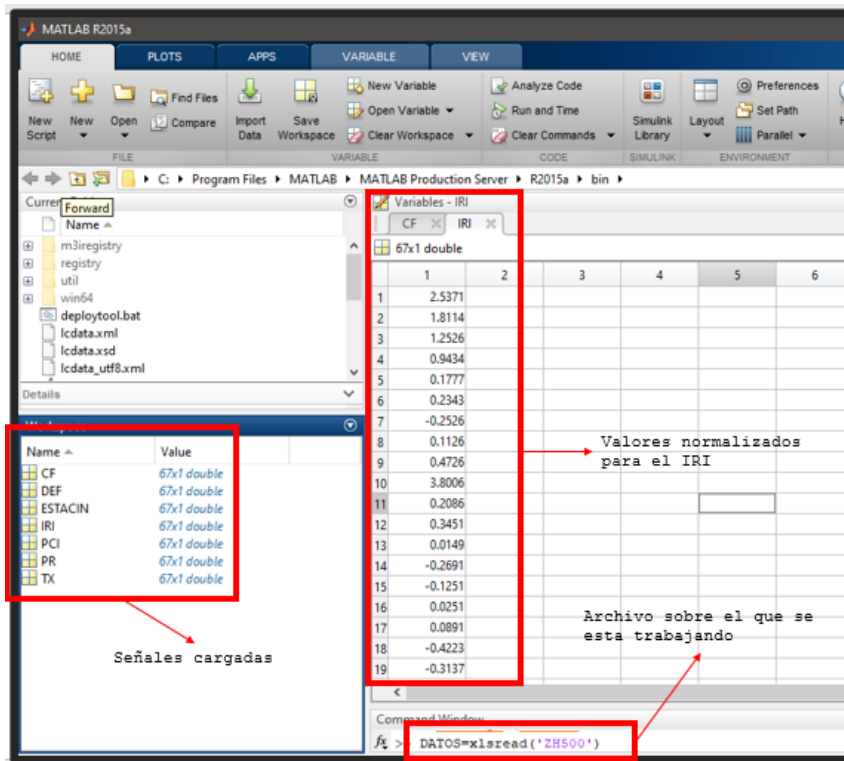 MATLAB R2015a
HOME PLOTS APPS VARIABLE VIEW
New Script
New
Open
Find Files
Compare
Import Data
Save Workspace
New Variable
Open Variable
Clear Workspace
Analyze Code
Run and Time
Clear Commands
Simulink Library
Layout
Preferences
Set Path
Parallel
FILE VARIABLE CODE SIMULINK ENVIRONMENT
C: Program Files MATLAB MATLAB Production Server R2015a bin
Forward
Name
m3iregistry
registry
util
win64
deploytool.bat
lcdata.xml
lcdata.xsd
lcdata_utf8.xml
Details
Name Value
CF 67x1 double
DEF 67x1 double
ESTACIN 67x1 double
IRI 67x1 double
PCI 67x1 double
PR 67x1 double
TX 67x1 double
Señales cargadas
Variables - IRI
CF IRI
67x1 double
1 2 3 4 5 6
1 2.5371
2 1.8114
3 1.2526
4 0.9434
5 0.1777
6 0.2343
7 -0.2526
8 0.1126
9 0.4726
10 3.8006
11 0.2086
12 0.3451
13 0.0149
14 -0.2691
15 -0.1251
16 0.0251
17 0.0891
18 -0.4223
19 -0.3137
Valores normalizados
para el IRI
Archivo sobre el que se
esta trabajando
Command Window
fx >> DATOS=xlsread('ZH500')